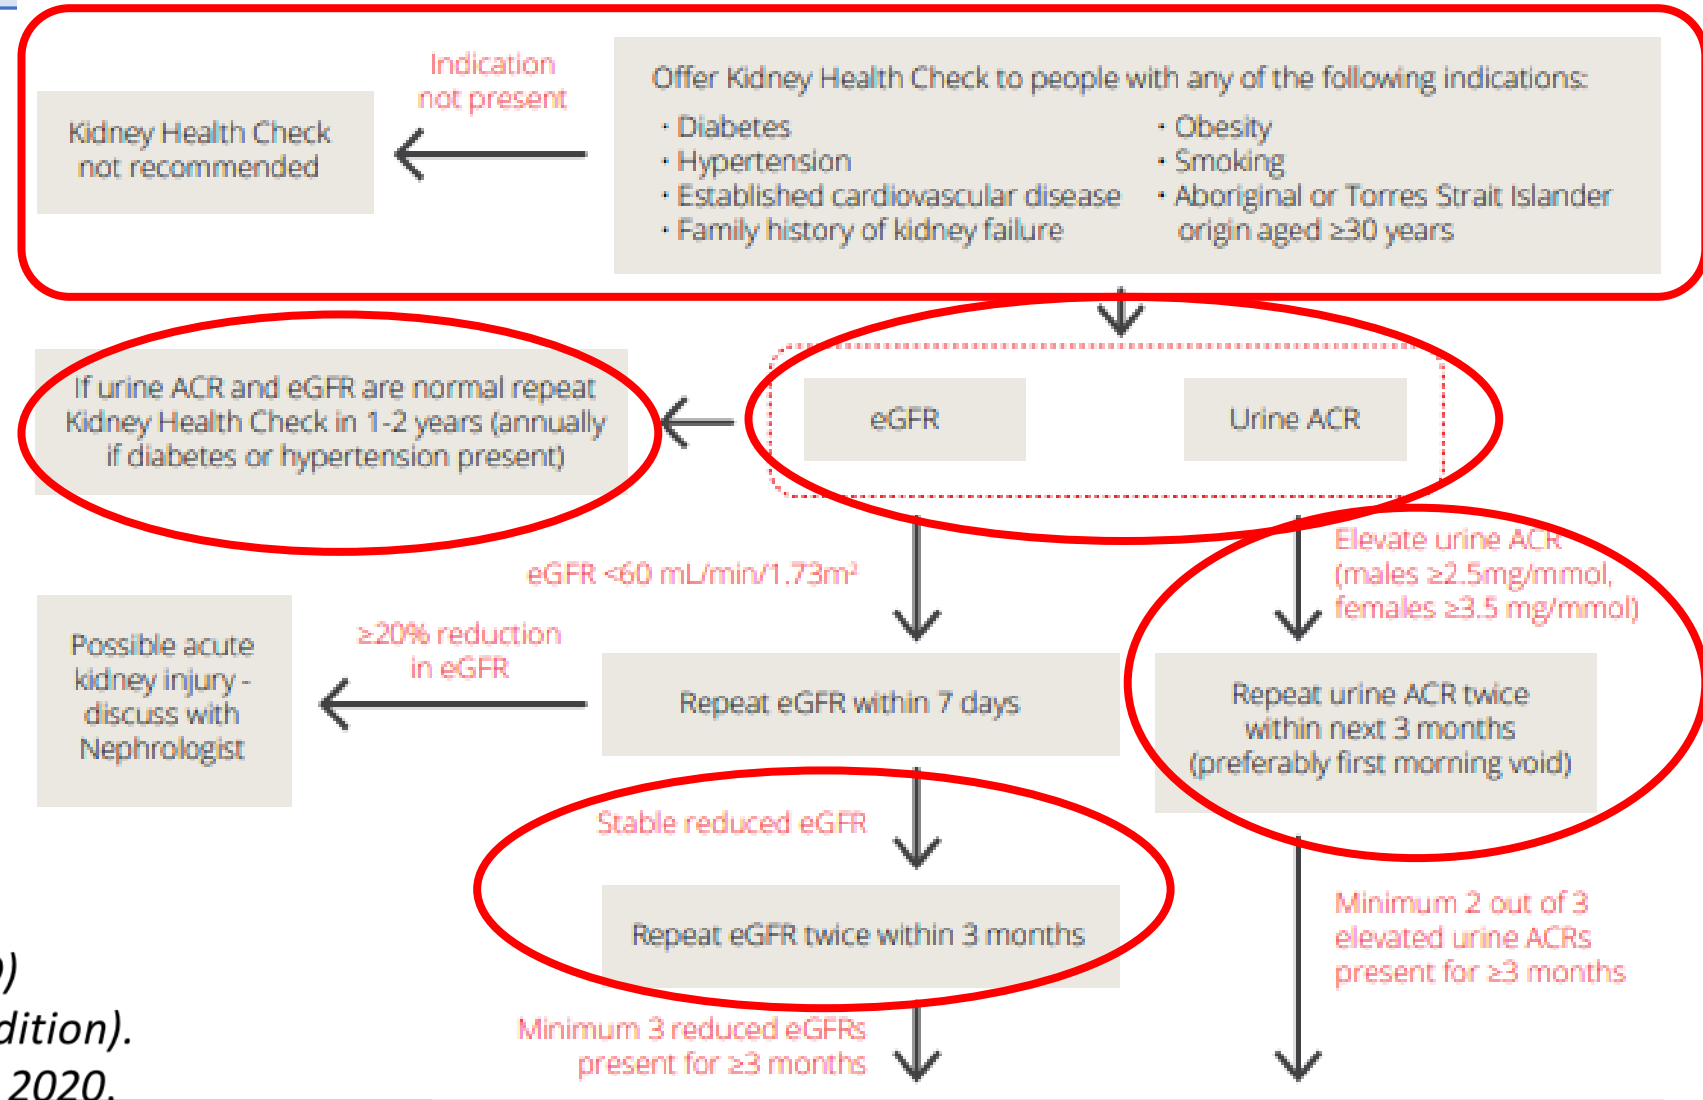 Indication
not present
Offer Kidney Health Check to people with any of the following indications:
· Diabetes
· Hypertension
· Established cardiovascular disease
· Family history of kidney failure
· Obesity
· Smoking
· Aboriginal or Torres Strait Islander
origin aged ≥30 years
Kidney Health Check
not recommended
If urine ACR and eGFR are normal repeat
Kidney Health Check in 1-2 years (annually
if diabetes or hypertension present)
eGFR
Urine ACR
eGFR <60 mL/min/1.73m²
Elevate urine ACR
(males ≥2.5mg/mmol,
females ≥3.5 mg/mmol)
Possible acute
kidney injury -
discuss with
Nephrologist
≥20% reduction
in eGFR
Repeat eGFR within 7 days
Repeat urine ACR twice
within next 3 months
(preferably first morning void)
Stable reduced eGFR
Repeat eGFR twice within 3 months
Minimum 2 out of 3
elevated urine ACRs
present for ≥3 months
Minimum 3 reduced eGFRs
present for ≥3 months
)
dition).
2020.